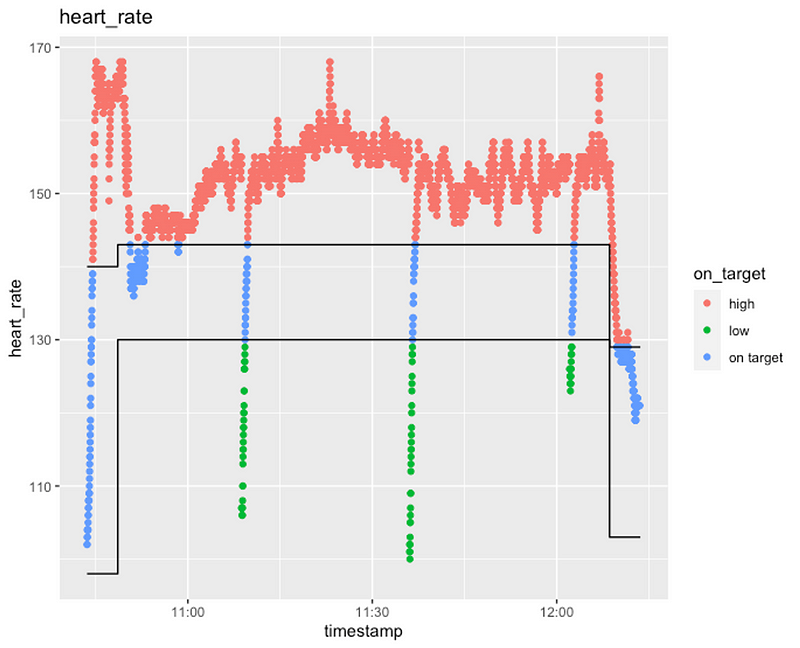 heart_rate
170
150
130
110
heart_rate
11:00
11:30
12:00
timestamp
on_target
high
low
on target